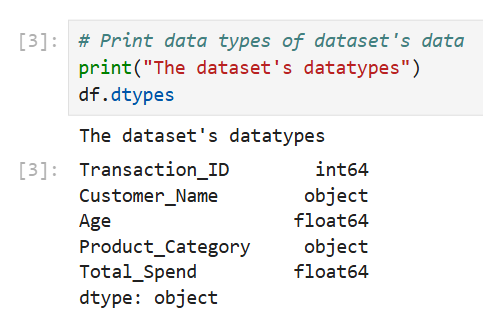 [3]: # Print data types of dataset's data
print("The dataset's datatypes")
df.dtypes
The dataset's datatypes
[3]: Transaction_ID int64
Customer_Name object
Age float64
Product_Category object
Total_Spend float64
dtype: object